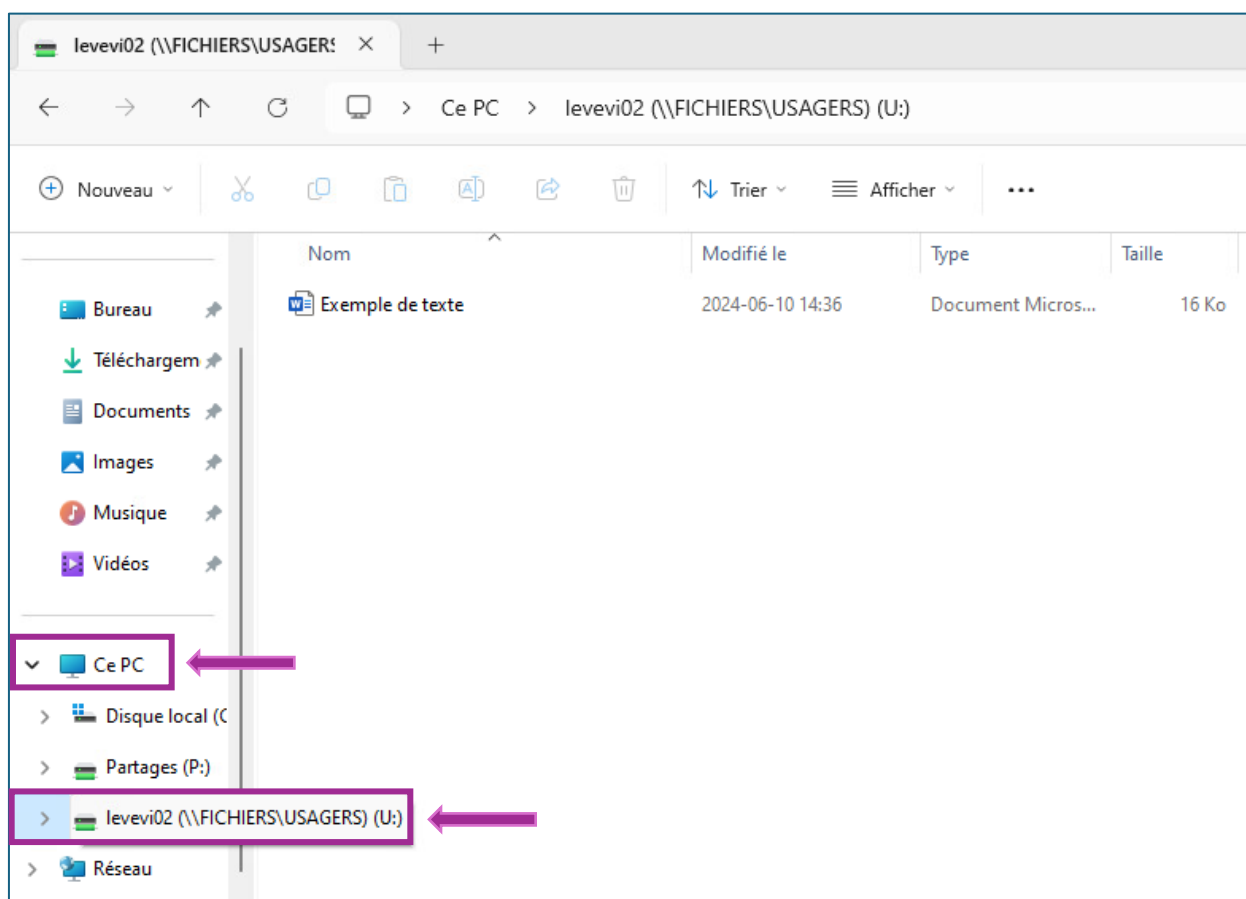 levevi02 (\\FICHIERS\USAGERS
Ce PC > levevi02 (\\FICHIERS\USAGERS) (U:)
Nouveau Trier Afficher ...
Nom Modifié le Type Taille
Exemple de texte 2024-06-10 14:36 Document Micros... 16 Ko
Bureau
Téléchargem
Documents
Images
Musique
Vidéos
Ce PC
Disque local (C
Partages (P:)
levevi02 (\\FICHIERS\USAGERS) (U:)
Réseau